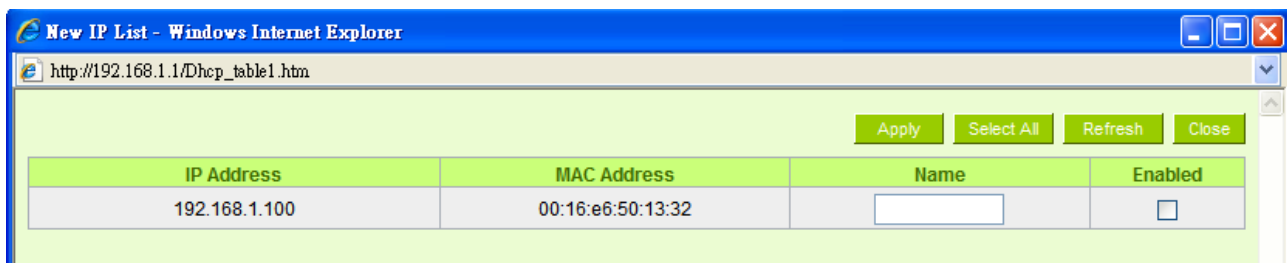 New IP List - Windows Internet Explorer
http://192.168.1.1/Dhcp_table1.htm
Apply Select All Refresh Close
IP Address MAC Address Name Enabled
192.168.1.100 00:16:e6:50:13:32